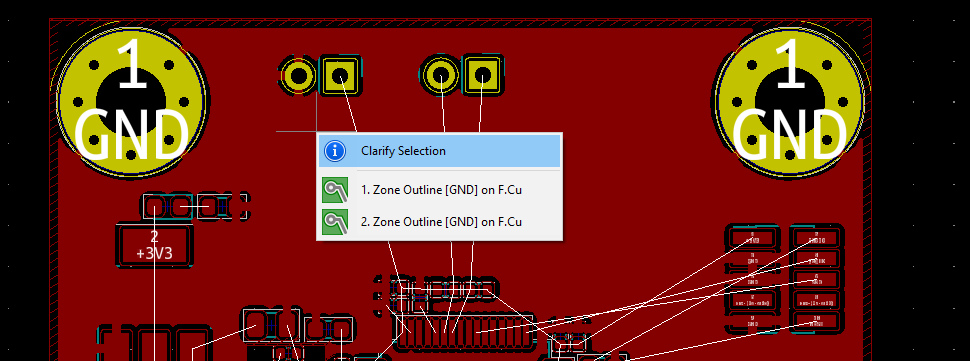 1
GND
1
GND
Clarify Selection
1. Zone Outline [GND] on F.Cu
2. Zone Outline [GND] on F.Cu
2
+3V3